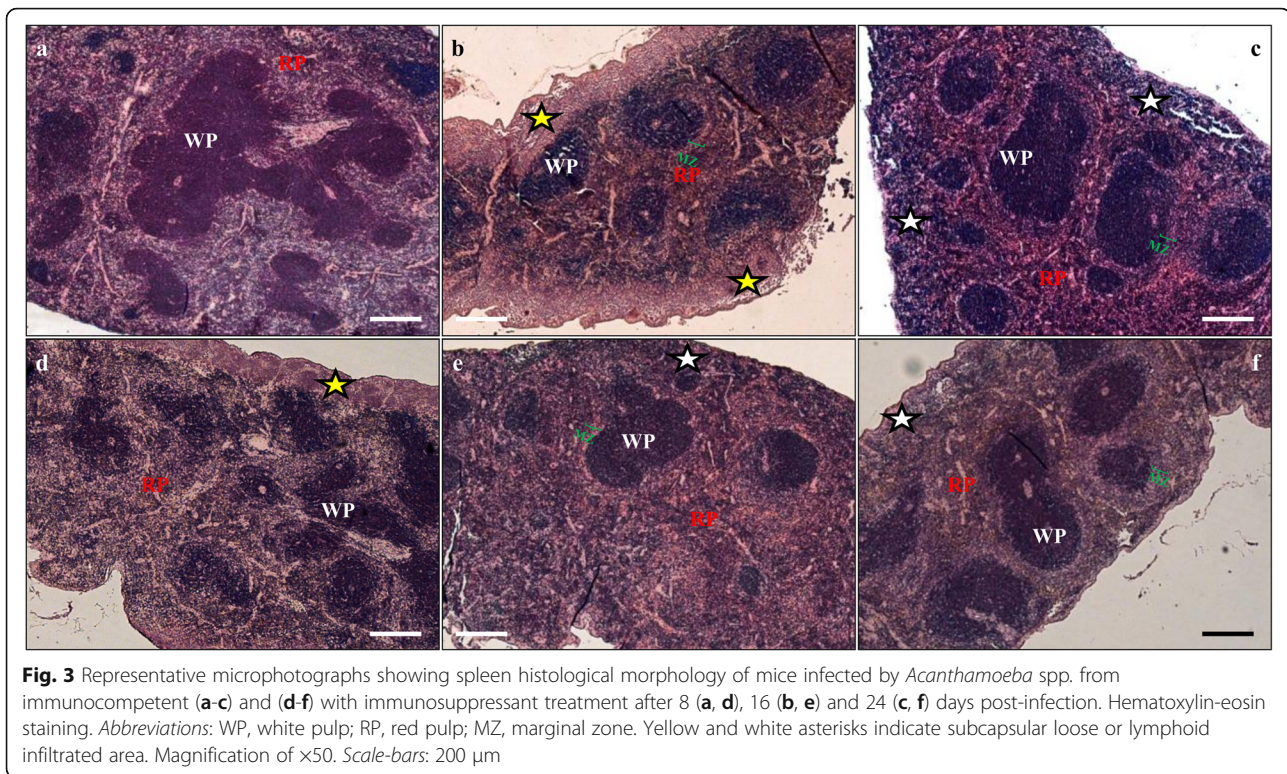 a
RP
WP
b
WP
MZ
RP
c
WP
MZ
RP
d
RP
WP
e
MZ
WP
RP
f
RP
MZ
WP
Fig. 3 Representative microphotographs showing spleen histological morphology of mice infected by Acanthamoeba spp. from
immunocompetent (a-c) and (d-f) with immunosuppressant treatment after 8 (a, d), 16 (b, e) and 24 (c, f) days post-infection. Hematoxylin-eosin
staining. Abbreviations: WP, white pulp; RP, red pulp; MZ, marginal zone. Yellow and white asterisks indicate subcapsular loose or lymphoid
infiltrated area. Magnification of ×50. Scale-bars: 200 μm